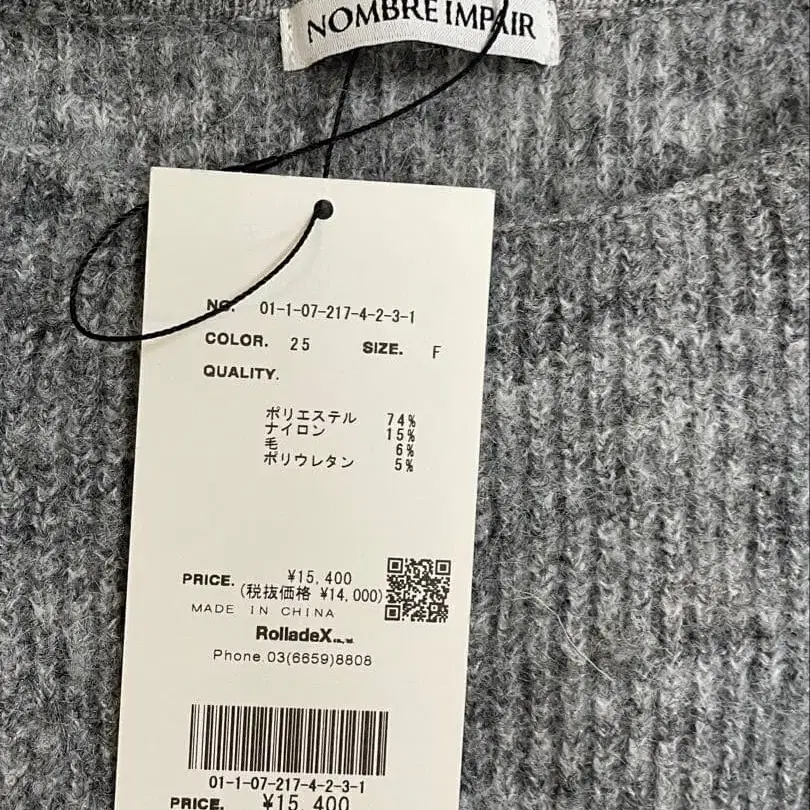 NOMBRE IMPAIR
NO. 01-1-07-217-4-2-3-1
COLOR. 25 SIZE. F
QUALITY.
ポリエステル 74%
ナイロン 15%
毛 6%
ポリウレタン 5%
PRICE. ¥15,400
(税抜価格 ¥14,000)
MADE IN CHINA
RolladeX co., ltd.
Phone.03(6659)8808
01-1-07-217-4-2-3-1
PRICE. ¥15,400